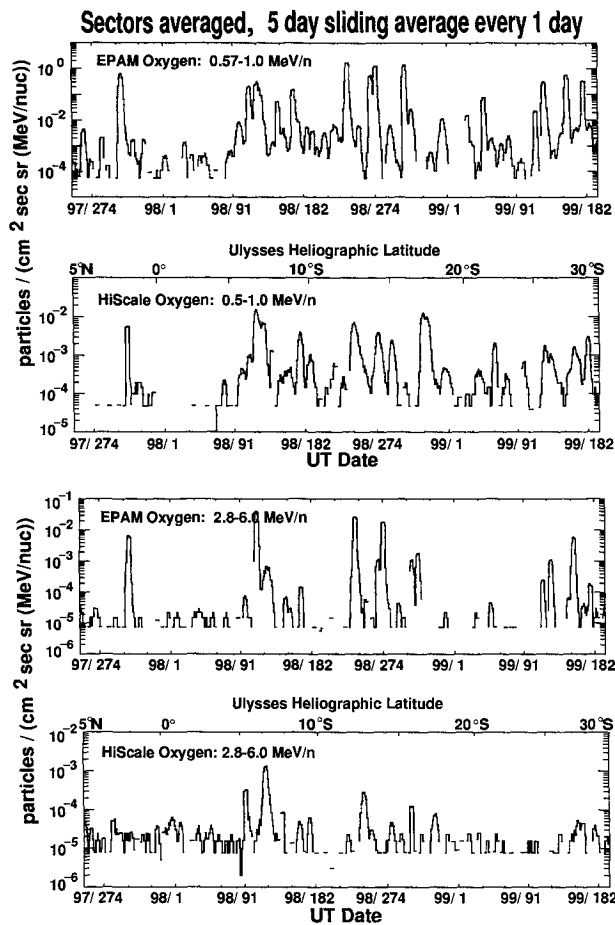 Sectors averaged, 5 day sliding average every 1 day
EPAM Oxygen: 0.57-1.0 MeV/n
10^0
10^-2
10^-4
97/ 274 98/ 1 98/ 91 98/ 182 98/ 274 99/ 1 99/ 91 99/ 182
Ulysses Heliographic Latitude
5°N 0° 10°S 20°S 30°S
HiScale Oxygen: 0.5-1.0 MeV/n
10^-2
10^-3
10^-4
10^-5
97/ 274 98/ 1 98/ 91 98/ 182 98/ 274 99/ 1 99/ 91 99/ 182
UT Date
particles / (cm^2 sec sr (MeV/nuc))
EPAM Oxygen: 2.8-6.0 MeV/n
10^-1
10^-2
10^-3
10^-4
10^-5
10^-6
97/ 274 98/ 1 98/ 91 98/ 182 98/ 274 99/ 1 99/ 91 99/ 182
Ulysses Heliographic Latitude
5°N 0° 10°S 20°S 30°S
HiScale Oxygen: 2.8-6.0 MeV/n
10^-2
10^-3
10^-4
10^-5
10^-6
97/ 274 98/ 1 98/ 91 98/ 182 98/ 274 99/ 1 99/ 91 99/ 182
UT Date
particles / (cm^2 sec sr (MeV/nuc))